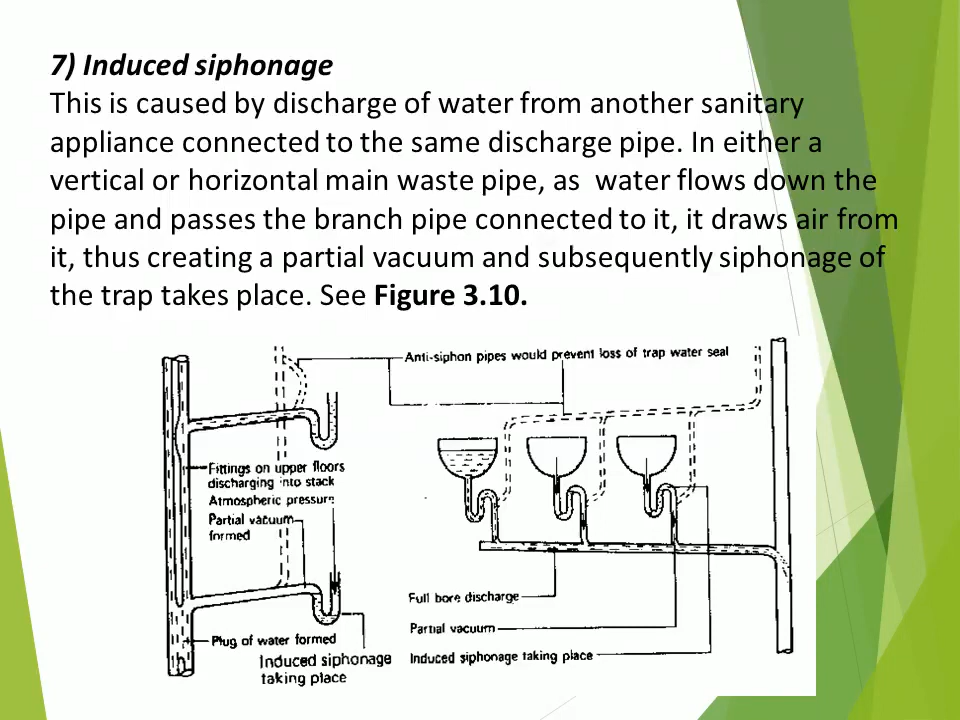 7) Induced siphonage
This is caused by discharge of water from another sanitary
appliance connected to the same discharge pipe. In either a
vertical or horizontal main waste pipe, as  water flows down the
pipe and passes the branch pipe connected to it, it draws air from
it, thus creating a partial vacuum and subsequently siphonage of
the trap takes place. See Figure 3.10.
Anti-siphon pipes would prevent loss of trap water seal
Fittings on upper floors
discharging into stack
Atmospheric pressure
Partial vacuum
formed
Plug of water formed
Induced siphonage
taking place
Full bore discharge
Partial vacuum
Induced siphonage taking place